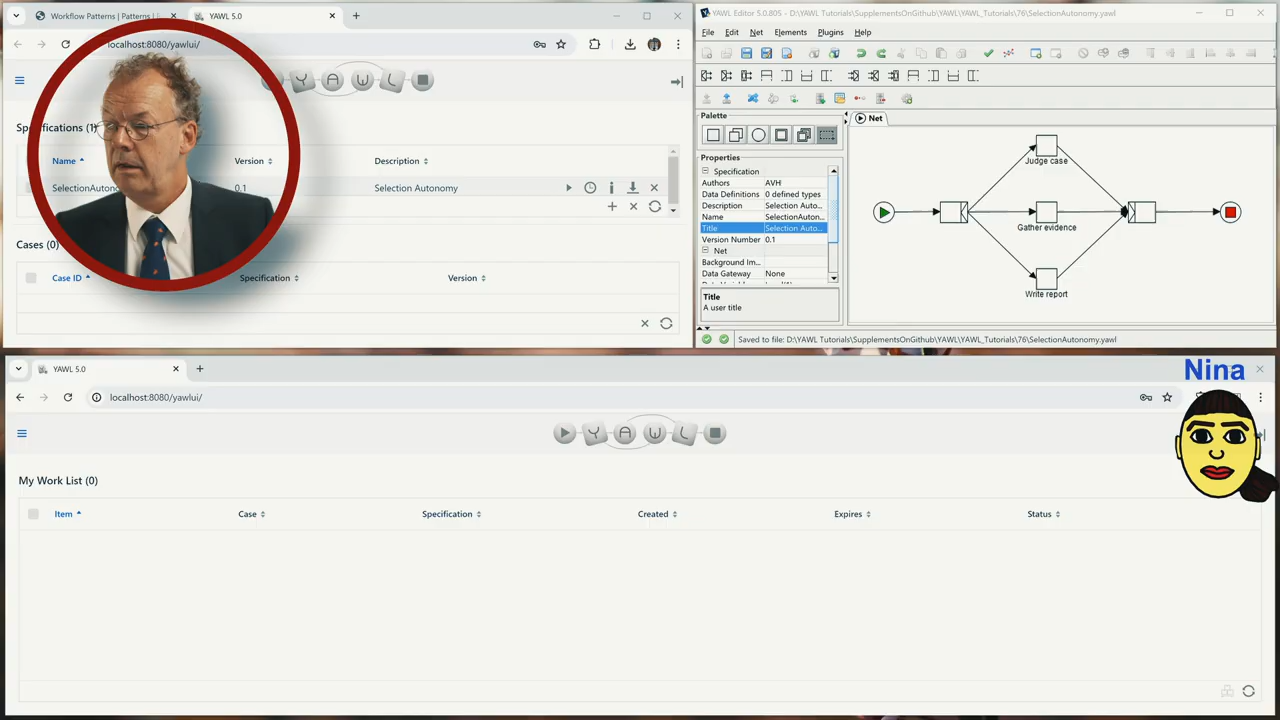 Workflow Patterns | Patterns |
YAWL 5.0
localhost:8080/yawlui/
Y A W L
Specifications (1)
Name
Version
Description
SelectionAutono
0.1
Selection Autonomy
Cases (0)
Case ID
Specification
Version
YAWL Editor 5.0.805 - D:\YAWL Tutorials\SupplementsOnGithub\YAWL\YAWL_Tutorials\76\SelectionAutonomy.yawl
File Edit Net Elements Plugins Help
Palette
Properties
Specification
Authors AVH
Data Definitions 0 defined types
Description Selection Auto...
Name SelectionAuton...
Title Selection Auto...
Version Number 0.1
Net
Background Im...
Data Gateway None
Title
A user title
Net
Judge case
Gather evidence
Write report
Saved to file: D:\YAWL Tutorials\SupplementsOnGithub\YAWL\YAWL_Tutorials\76\SelectionAutonomy.yawl
YAWL 5.0
localhost:8080/yawlui/
Nina
Y A W L
My Work List (0)
Item
Case
Specification
Created
Expires
Status